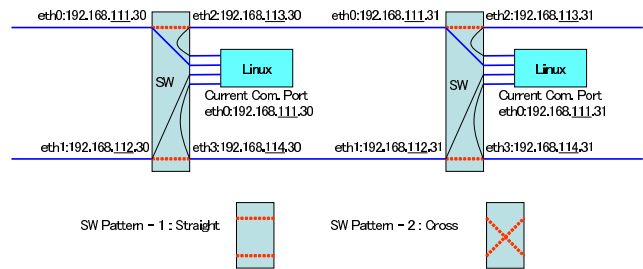 eth0:192.168.111.30 eth2:192.168.113.30 eth0:192.168.111.31 eth2:192.168.113.31
SW Linux SW Linux
Current Com. Port Current Com. Port
eth0:192.168.111.30 eth0:192.168.111.31
eth1:192.168.112.30 eth3:192.168.114.30 eth1:192.168.112.31 eth3:192.168.114.31
SW Pattern - 1 : Straight SW Pattern - 2 : Cross